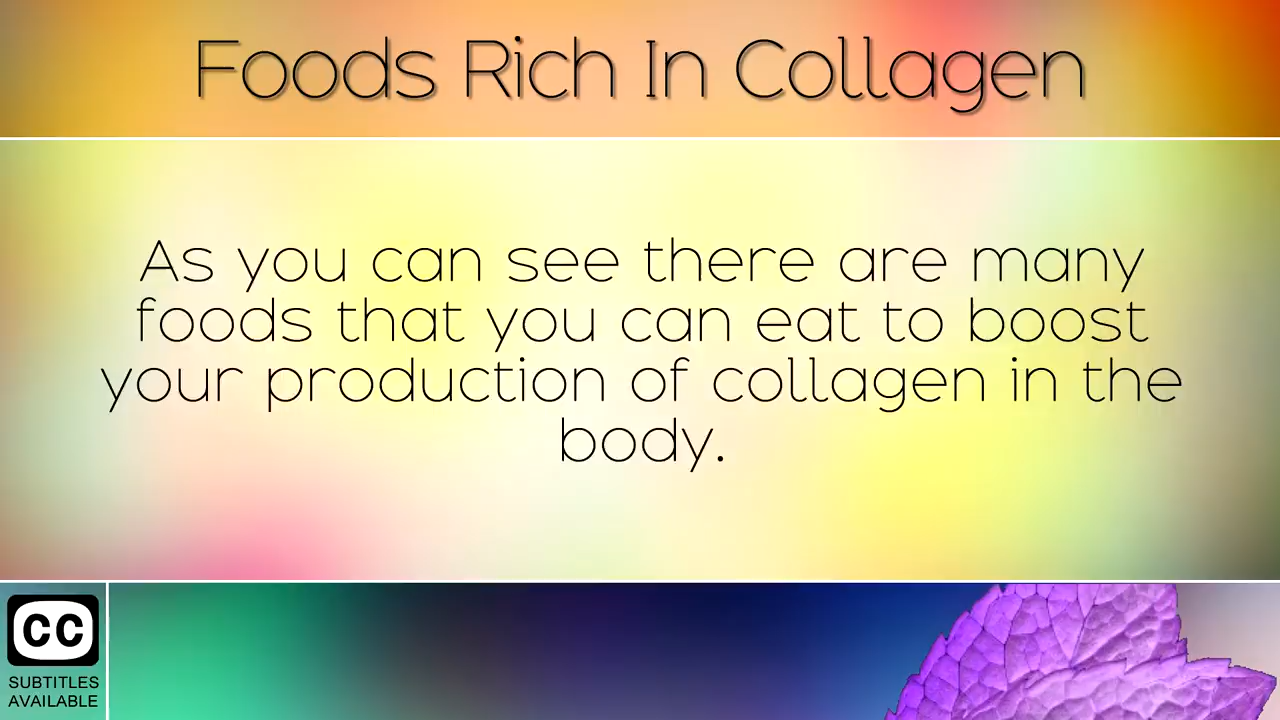 Foods Rich In Collagen
As you can see there are many
foods that you can eat to boost
your production of collagen in the
body.
CC
SUBTITLES
AVAILABLE